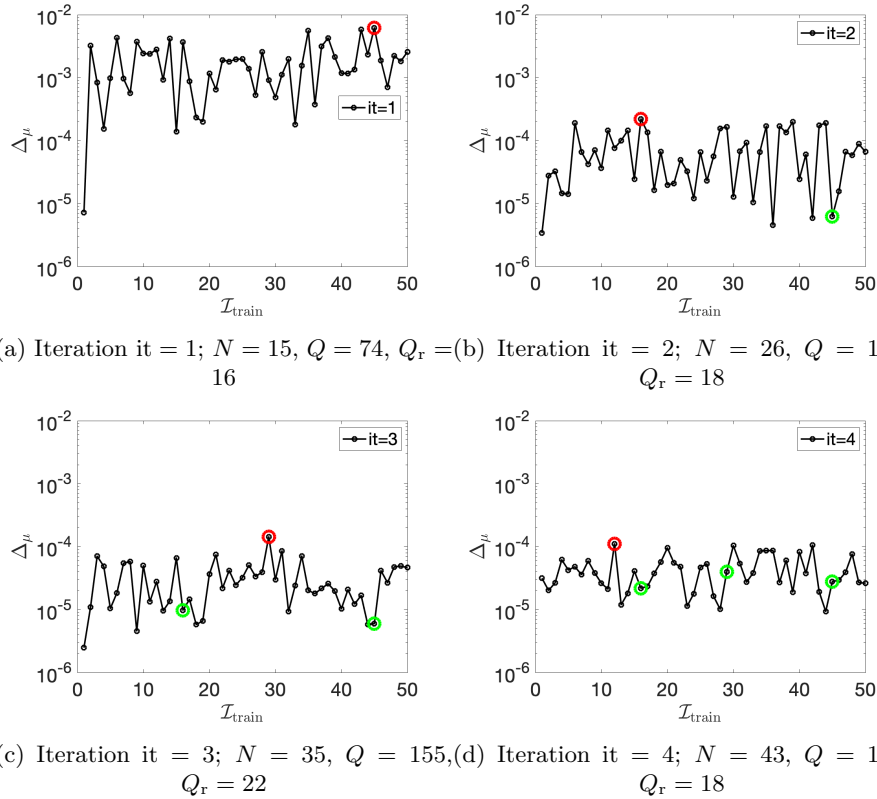 10^-2
10^-3
10^-4
10^-5
10^-6
Δ_μ
it=1
0 10 20 30 40 50
I_train
10^-2
10^-3
10^-4
10^-5
10^-6
Δ_μ
it=2
0 10 20 30 40 50
I_train
(a) Iteration it = 1; N = 15, Q = 74, Q_r =
16
(b) Iteration it = 2; N = 26, Q = 1
Q_r = 18
10^-2
10^-3
10^-4
10^-5
10^-6
Δ_μ
it=3
0 10 20 30 40 50
I_train
10^-2
10^-3
10^-4
10^-5
10^-6
Δ_μ
it=4
0 10 20 30 40 50
I_train
(c) Iteration it = 3; N = 35, Q = 155,
Q_r = 22
(d) Iteration it = 4; N = 43, Q = 1
Q_r = 18